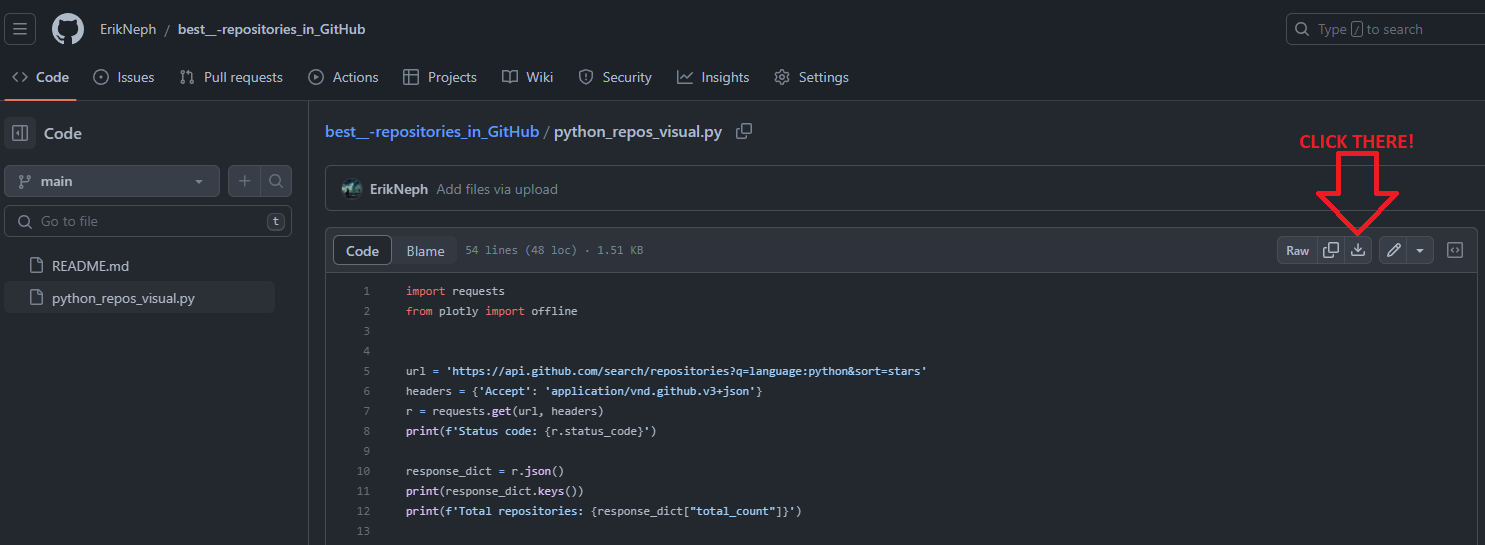 ErikNeph / best__-repositories_in_GitHub
Type / to search
Code
Issues
Pull requests
Actions
Projects
Wiki
Security
Insights
Settings
Code
main
Go to file
t
README.md
python_repos_visual.py
best__-repositories_in_GitHub / python_repos_visual.py
CLICK THERE!
ErikNeph Add files via upload
Code
Blame
54 lines (48 loc) · 1.51 KB
Raw
1 import requests
2 from plotly import offline
3
4
5 url = 'https://api.github.com/search/repositories?q=language:python&sort=stars'
6 headers = {'Accept': 'application/vnd.github.v3+json'}
7 r = requests.get(url, headers)
8 print(f'Status code: {r.status_code}')
9
10 response_dict = r.json()
11 print(response_dict.keys())
12 print(f'Total repositories: {response_dict["total_count"]}')
13